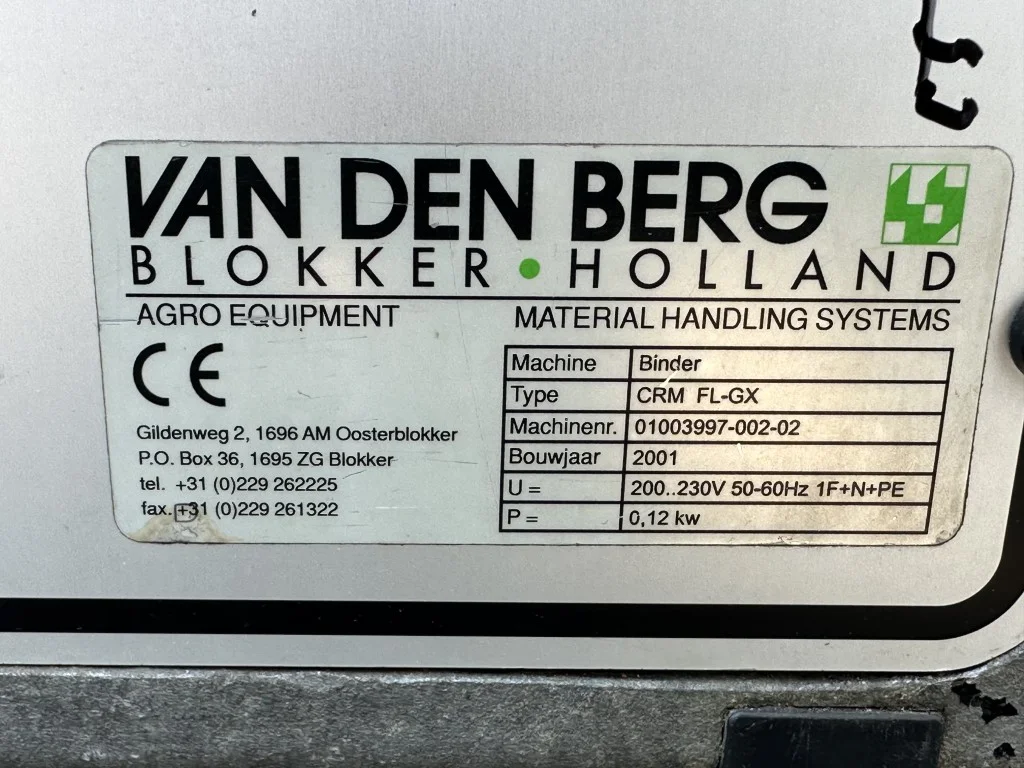 VAN DEN BERG
BLOKKER • HOLLAND
AGRO EQUIPMENT
MATERIAL HANDLING SYSTEMS
CE
Gildenweg 2, 1696 AM Oosterblokker
P.O. Box 36, 1695 ZG Blokker
tel. +31 (0)229 262225
fax. +31 (0)229 261322
Machine Binder
Type CRM FL-GX
Machinenr. 01003997-002-02
Bouwjaar 2001
U = 200..230V 50-60Hz 1F+N+PE
P = 0,12 kw